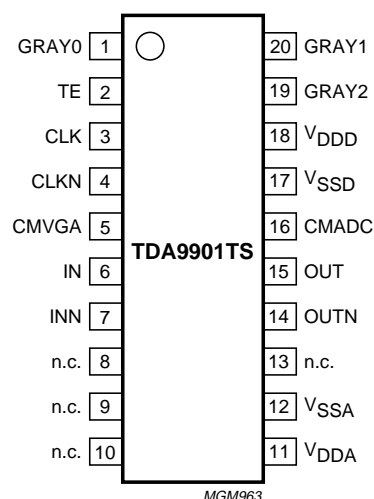 GRAY0 1 20 GRAY1
TE 2 19 GRAY2
CLK 3 18 VDDD
CLKN 4 17 VSSD
CMVGA 5 16 CMADC
TDA9901TS
IN 6 15 OUT
INN 7 14 OUTN
n.c. 8 13 n.c.
n.c. 9 12 VSSA
n.c. 10 11 VDDA
MGM963